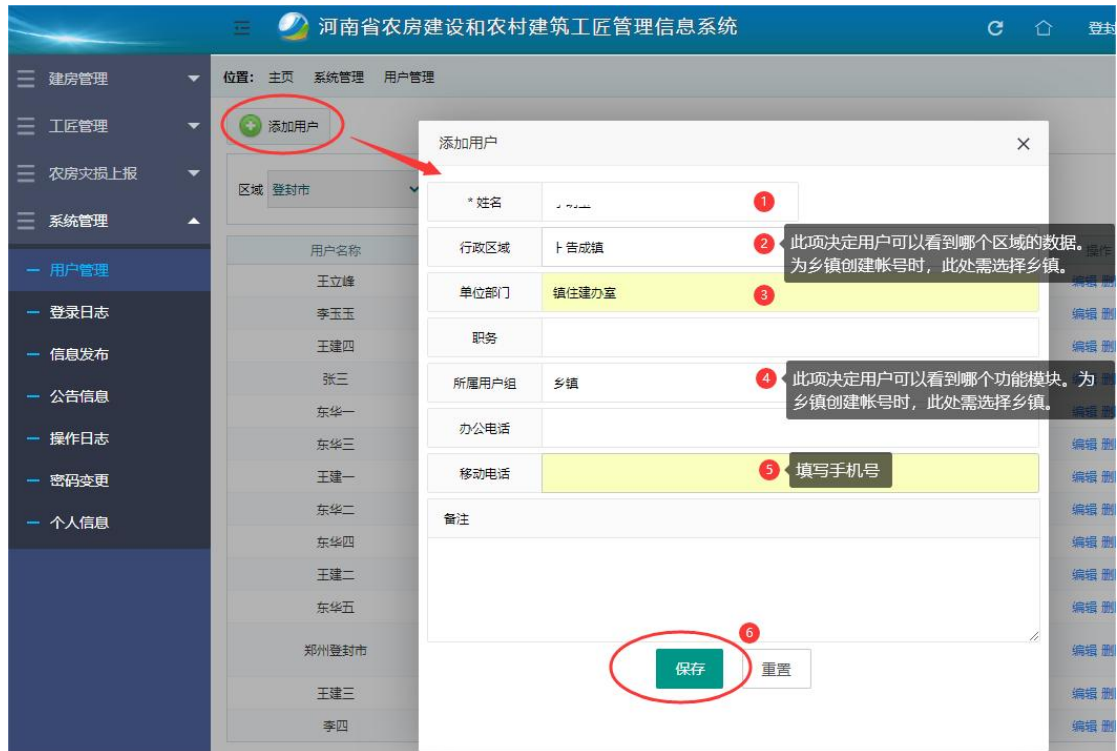 河南省农房建设和农村建筑工匠管理信息系统
建房管理
工匠管理
农房灾损上报
系统管理
用户管理
登录日志
信息发布
公告信息
操作日志
密码变更
个人信息
位置： 主页 系统管理 用户管理
添加用户
区域 登封市
用户名称
王立峰
李玉玉
王建四
张三
东华一
东华三
王建一
东华二
东华四
王建二
东华五
郑州登封市
王建三
李四
添加用户
* 姓名 1
行政区域 告成镇 2
此项决定用户可以看到哪个区域的数据。
为乡镇创建帐号时，此处需选择乡镇。
单位部门 镇住建办室 3
职务
所属用户组 乡镇 4
此项决定用户可以看到哪个功能模块。为
乡镇创建帐号时，此处需选择乡镇。
办公电话
移动电话 5 填写手机号
备注
6
保存 重置
操作
编辑
编辑
编辑
编辑
编辑
编辑
编辑
编辑
编辑
编辑
编辑
编辑